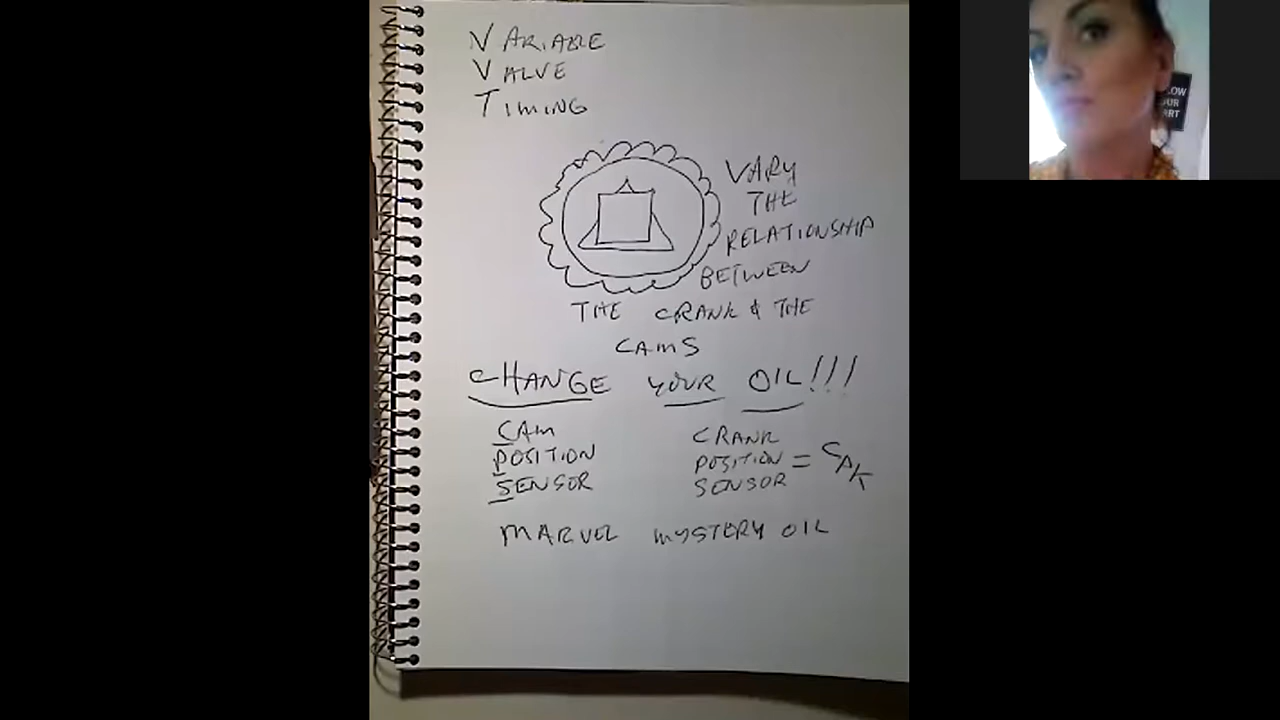 VARIABLE
VALVE
TIMING
VARY
THE
RELATIONSHIP
BETWEEN
THE CRANK & THE
CAMS
CHANGE YOUR OIL!!!
CAM
POSITION
SENSOR
CRANK
POSITION =
SENSOR
MARVEL MYSTERY OIL